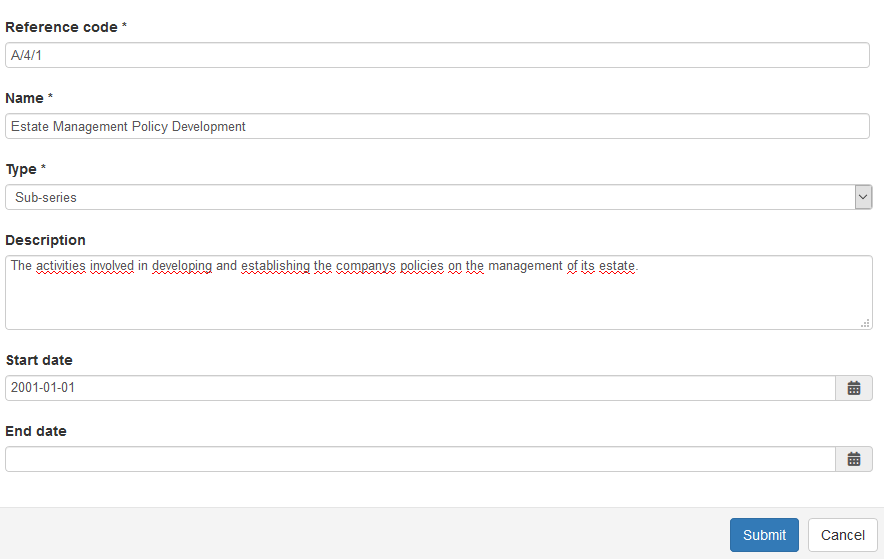 Reference code *
A/4/1
Name *
Estate Management Policy Development
Type *
Sub-series
Description
The activities involved in developing and establishing the companys policies on the management of its estate.
Start date
2001-01-01
End date
Submit Cancel